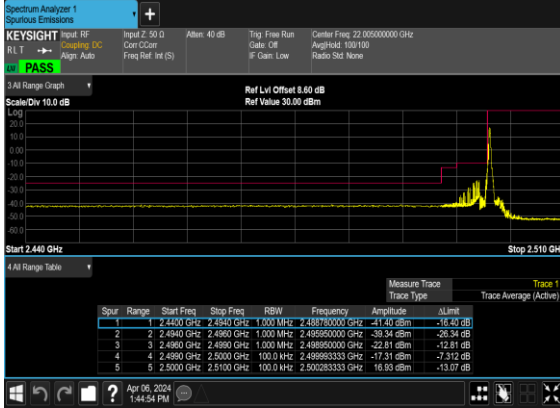 Spectrum Analyzer 1
Spurious Emissions
+
KEYSIGHT Input: RF Input Z: 50 Ω Atten: 40 dB Trig: Free Run Center Freq: 22.005000000 GHz
RLT Coupling: DC Corr CCorr Gate: Off Avg|Hold: 100/100
Align: Auto Freq Ref: Int (S) IF Gain: Low Radio Std: None
PASS
3 All Range Graph
Ref Lvl Offset 8.60 dB
Scale/Div 10.0 dB Ref Value 30.00 dBm
Log
20.0
10.0
0.00
-10.0
-20.0
-30.0
-40.0
-50.0
-60.0
Start 2.440 GHz Stop 2.510 GH
4 All Range Table
Measure Trace Trace 1
Trace Type Trace Average (Active)
Spur Range Start Freq Stop Freq RBW Frequency Amplitude ΔLimit
1 1 2.4400 GHz 2.4940 GHz 1.000 MHz 2.488780000 GHz -41.40 dBm -16.40 dB
2 2 2.4940 GHz 2.4960 GHz 1.000 MHz 2.495950000 GHz -39.34 dBm -26.34 dB
3 3 2.4960 GHz 2.4990 GHz 1.000 MHz 2.498950000 GHz -22.81 dBm -12.81 dB
4 4 2.4990 GHz 2.5000 GHz 100.0 kHz 2.499993333 GHz -17.31 dBm -7.312 dB
5 5 2.5000 GHz 2.5100 GHz 100.0 kHz 2.500283333 GHz 16.93 dBm -13.07 dB
? Apr 06, 2024
1:44:54 PM